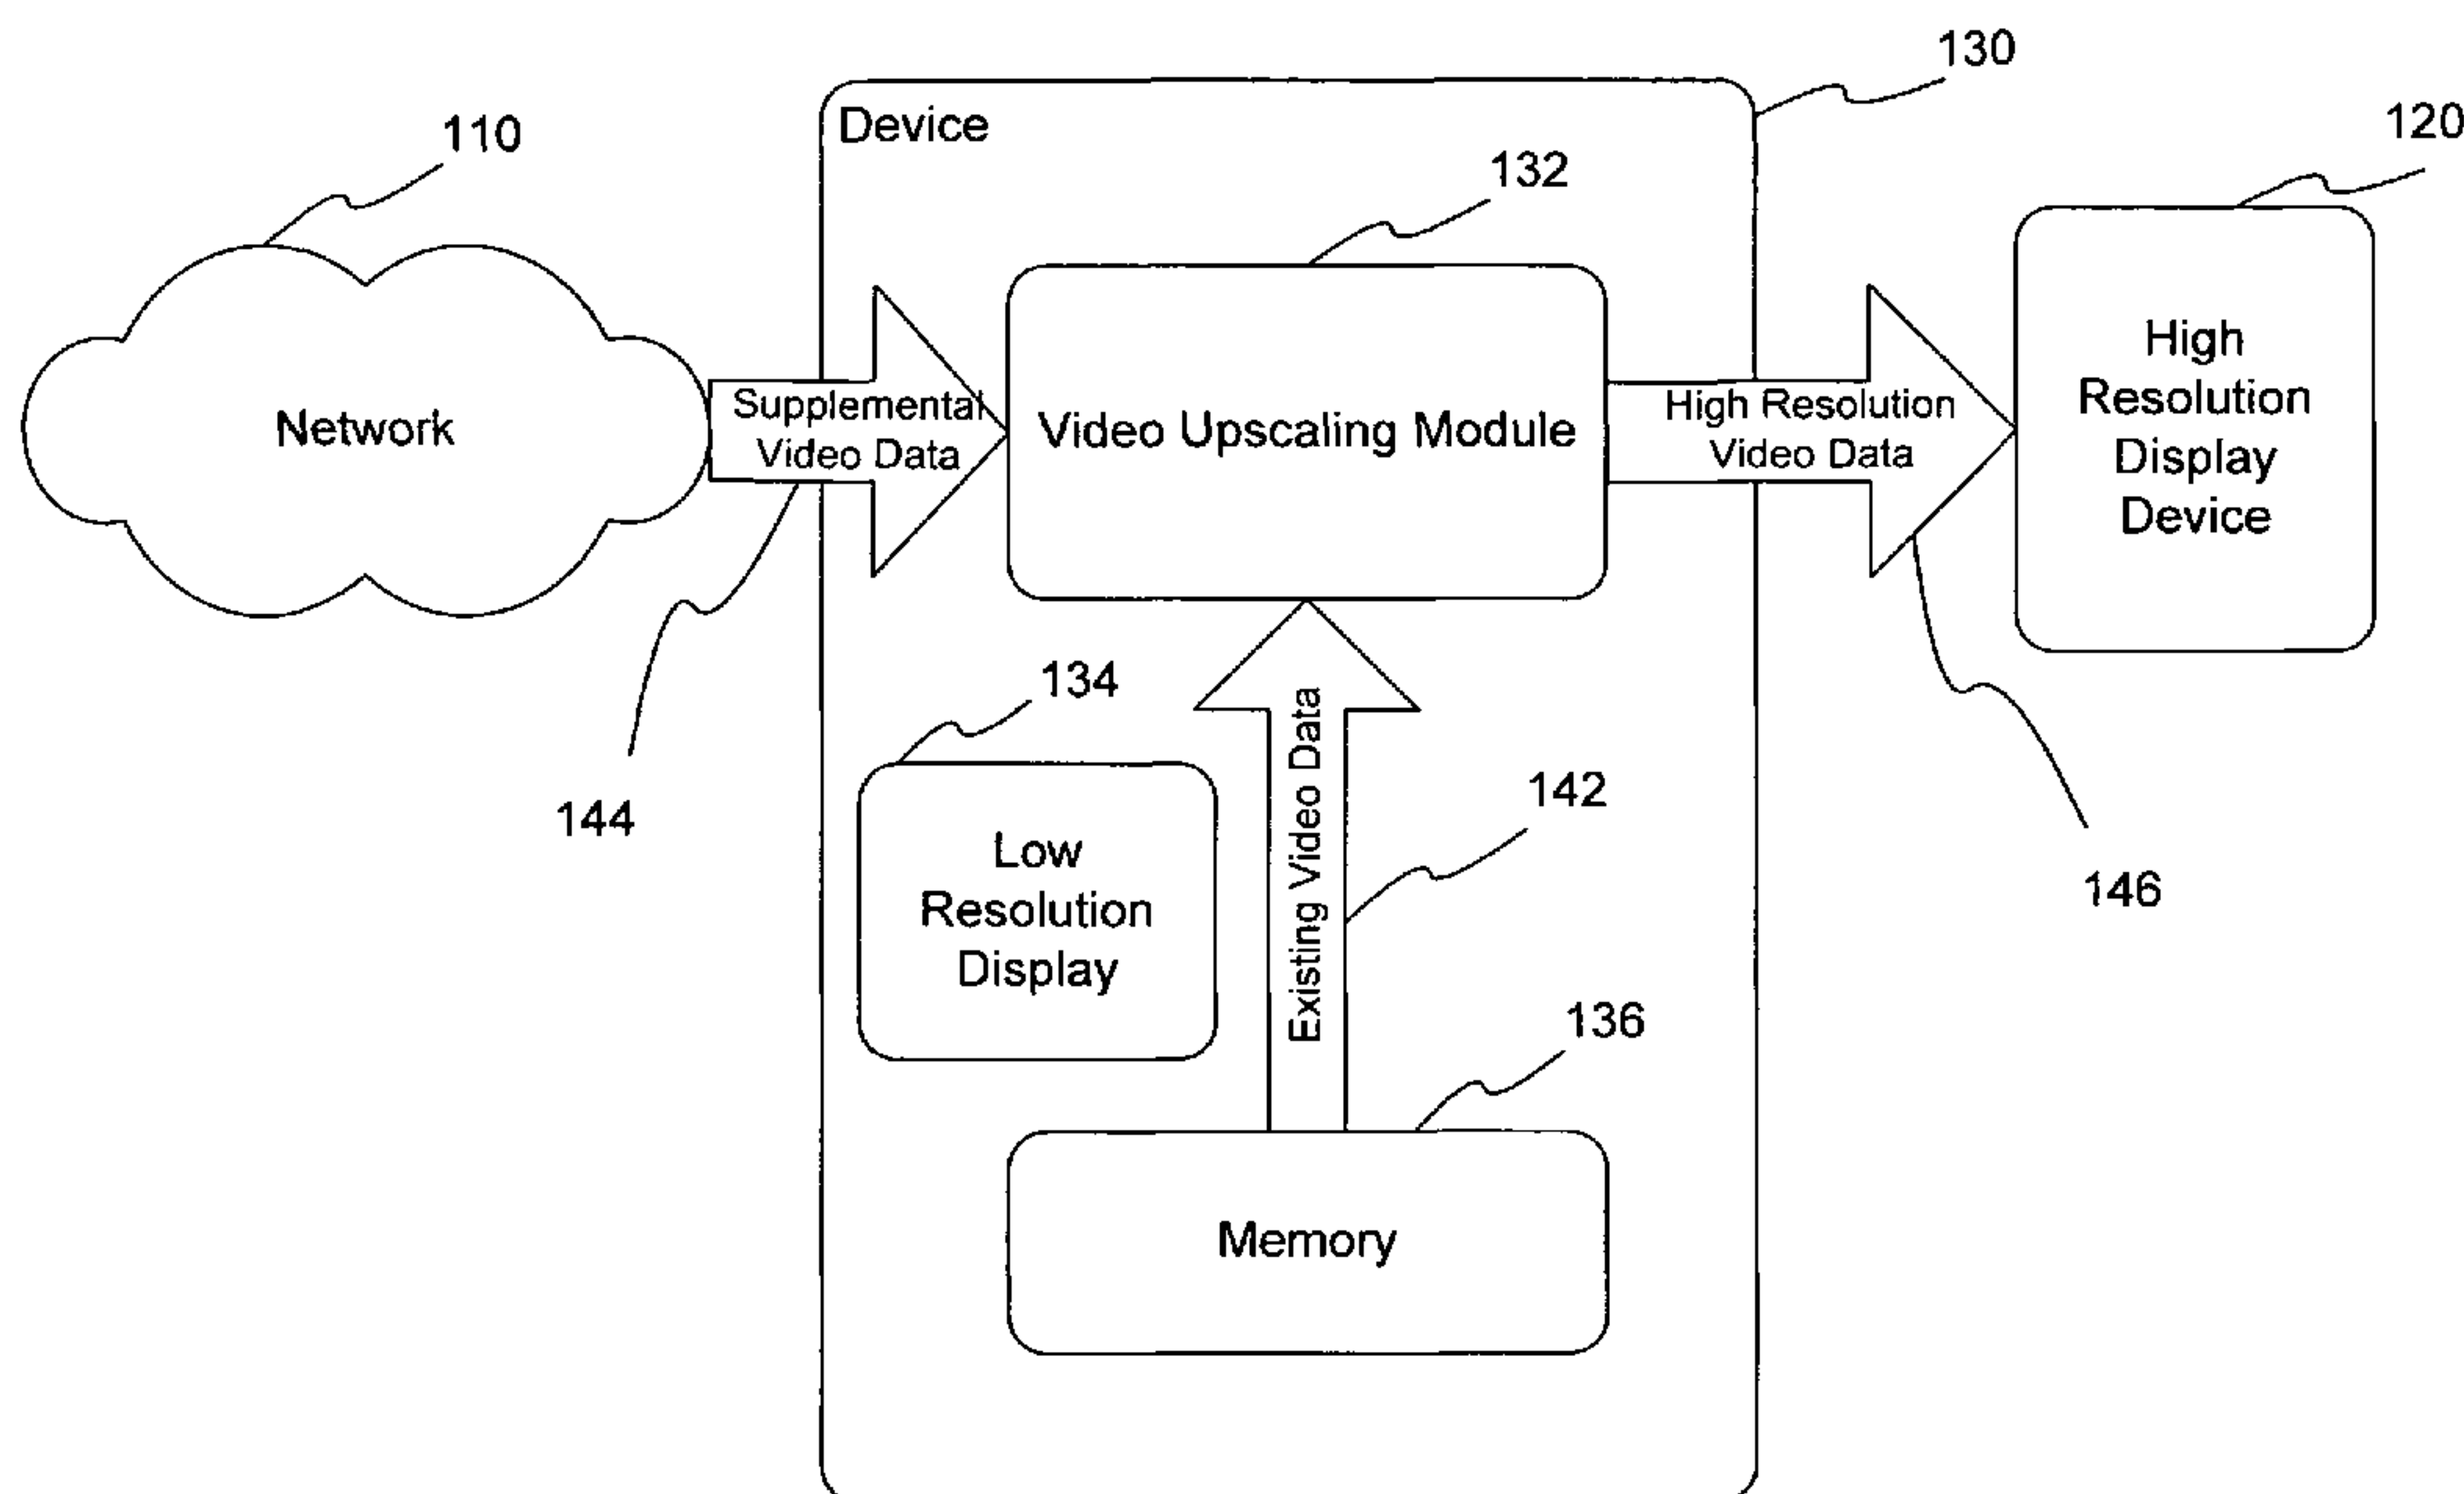 130
120
110
Device
132
Network
Supplemental
Video Data
Video Upscaling Module
High Resolution
Video Data
High
Resolution
Display
Device
134
144
Low
Resolution
Display
Existing Video Data
142
146
136
Memory